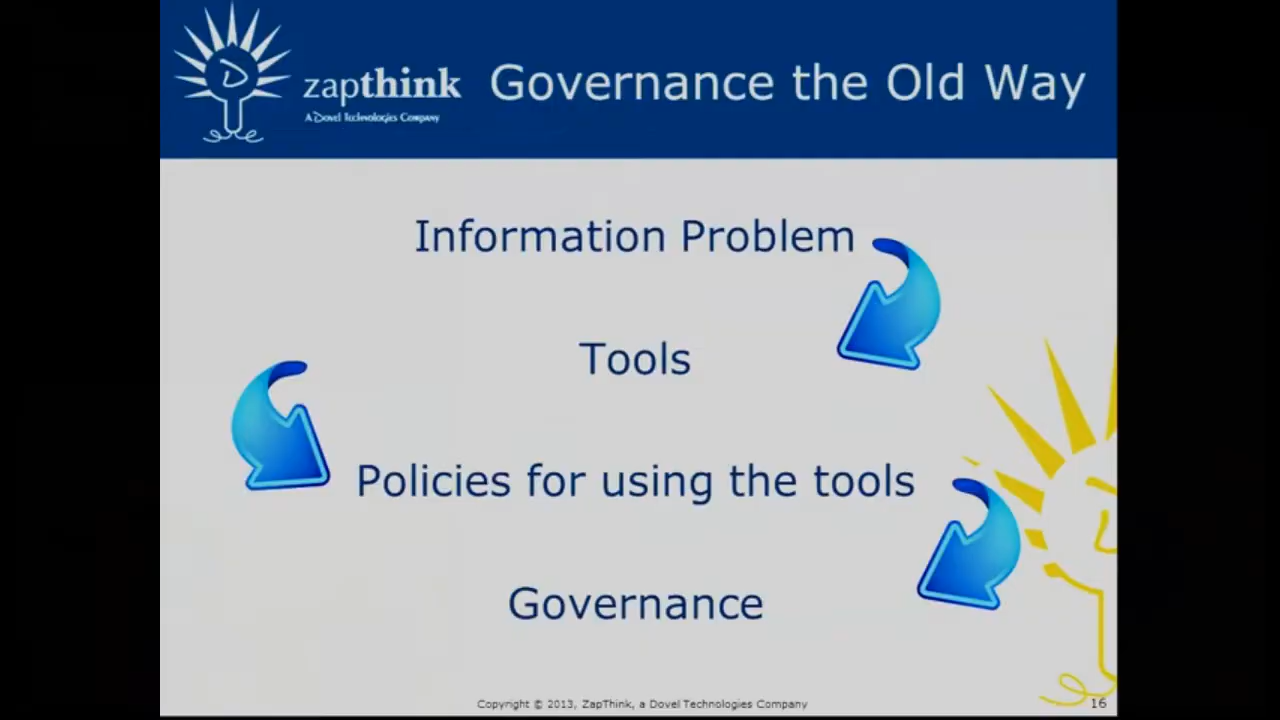 zapthink
A Dovel Technologies Company
Governance the Old Way
Information Problem
Tools
Policies for using the tools
Governance
Copyright © 2013, ZapThink, a Dovel Technologies Company
16